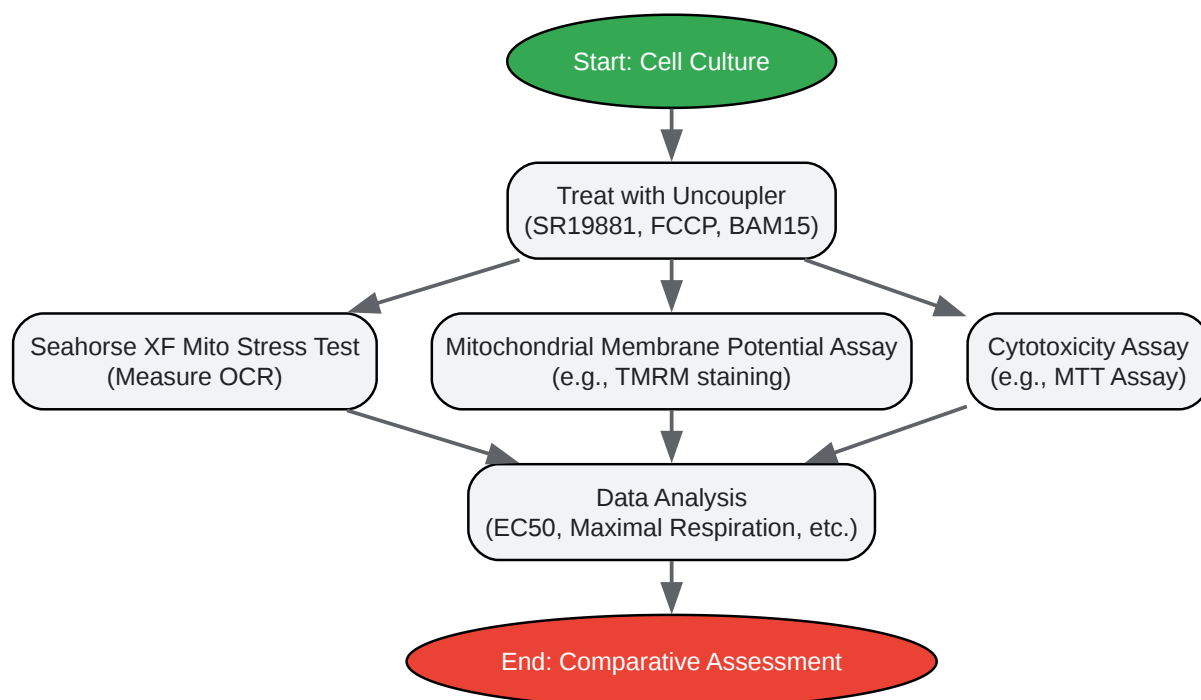 Start: Cell Culture
Treat with Uncoupler
(SR19881, FCCP, BAM15)
Seahorse XF Mito Stress Test
(Measure OCR)
Mitochondrial Membrane Potential Assay
(e.g., TMRM staining)
Cytotoxicity Assay
(e.g., MTT Assay)
Data Analysis
(EC50, Maximal Respiration, etc.)
End: Comparative Assessment